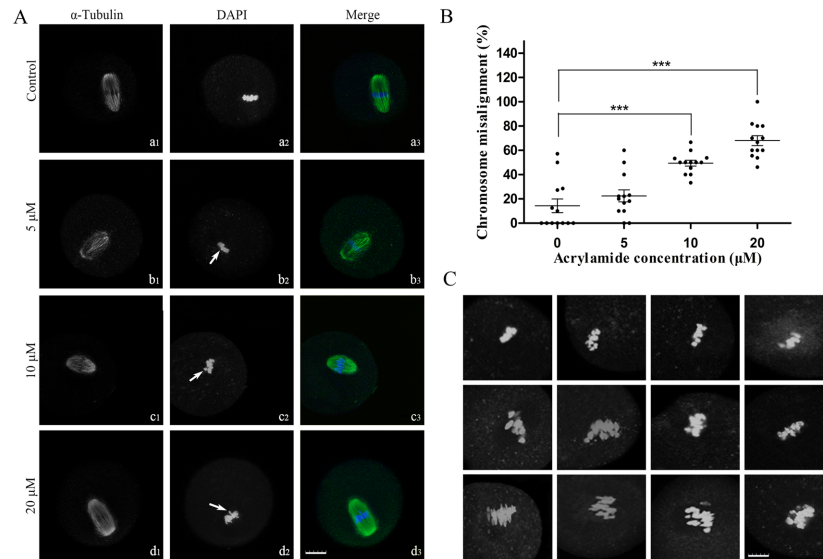 A
α-Tubulin
DAPI
Merge
Control
a1
a2
a3
5 μM
b1
b2
b3
10 μM
c1
c2
c3
20 μM
d1
d2
d3
B
Chromosome misalignment (%)
140
120
100
80
60
40
20
0
***
***
0
5
10
20
Acrylamide concentration (μM)
C